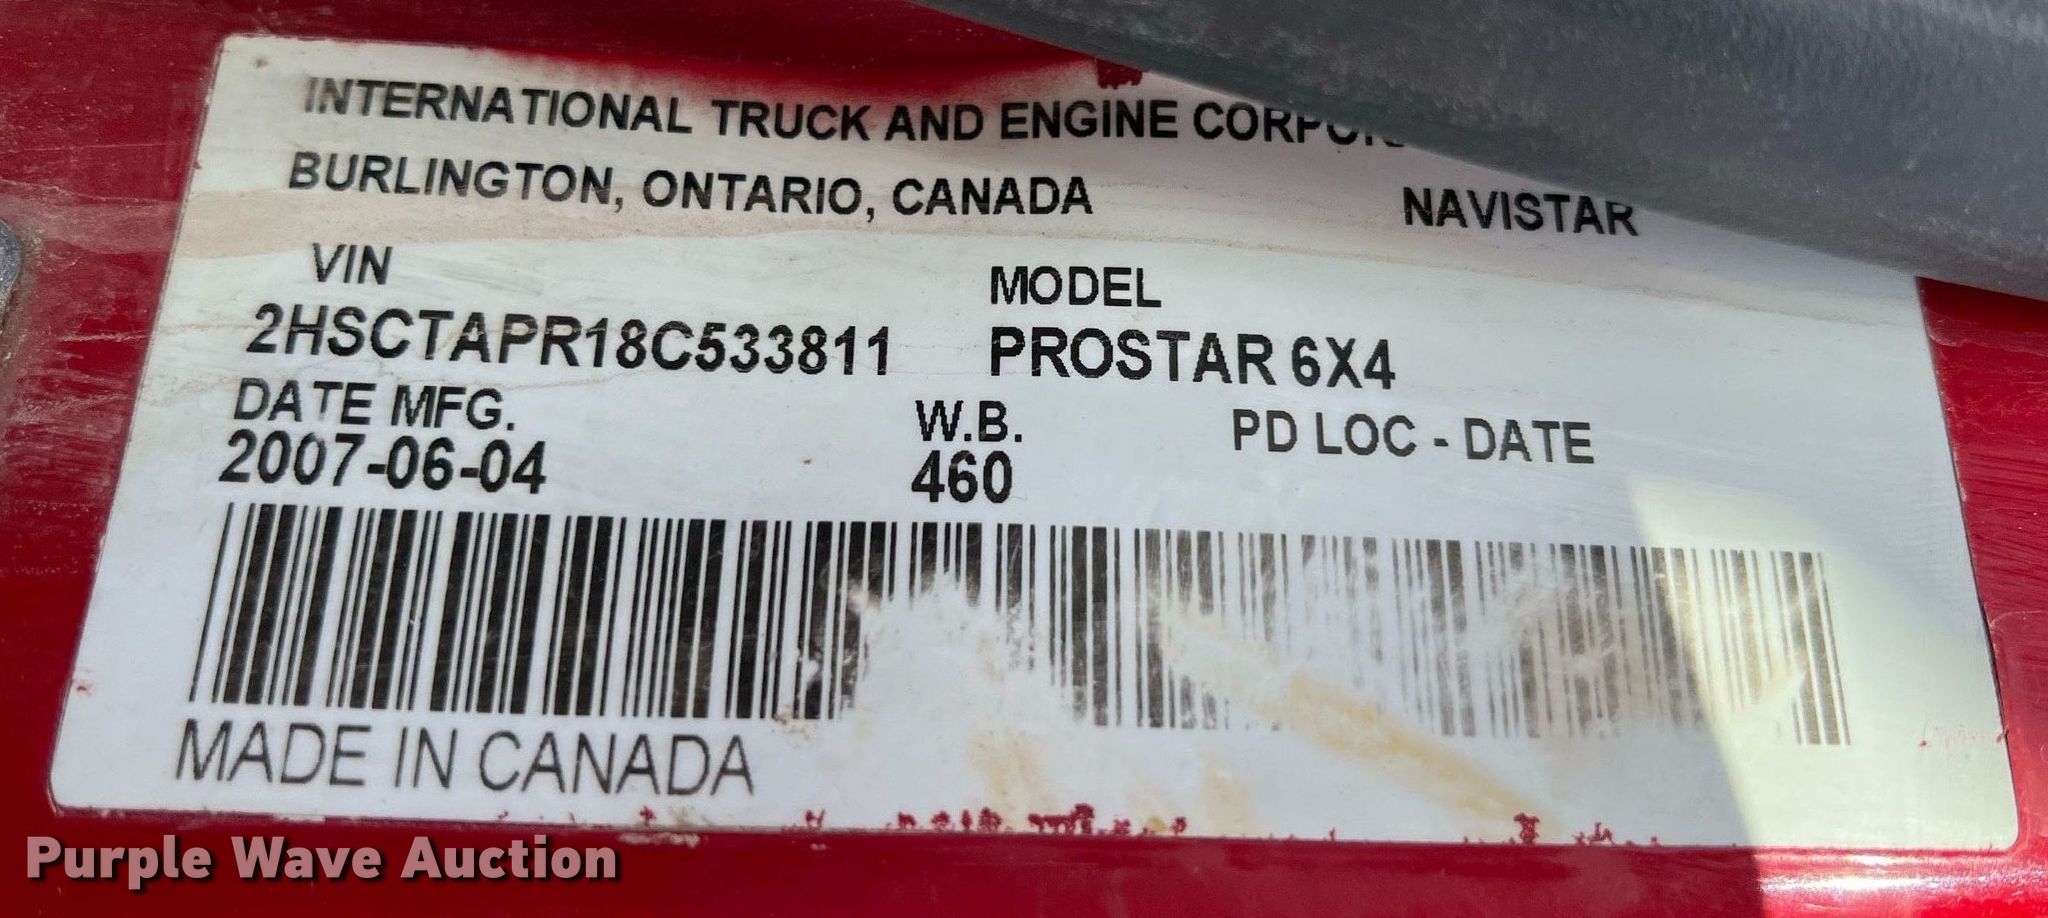 INTERNATIONAL TRUCK AND ENGINE
BURLINGTON, ONTARIO, CANADA NAVISTAR
VIN MODEL
2HSCTAPR18C533811 PROSTAR 6X4
DATE MFG. W.B. PD LOC - DATE
2007-06-04 460
MADE IN CANADA
Purple Wave Auction